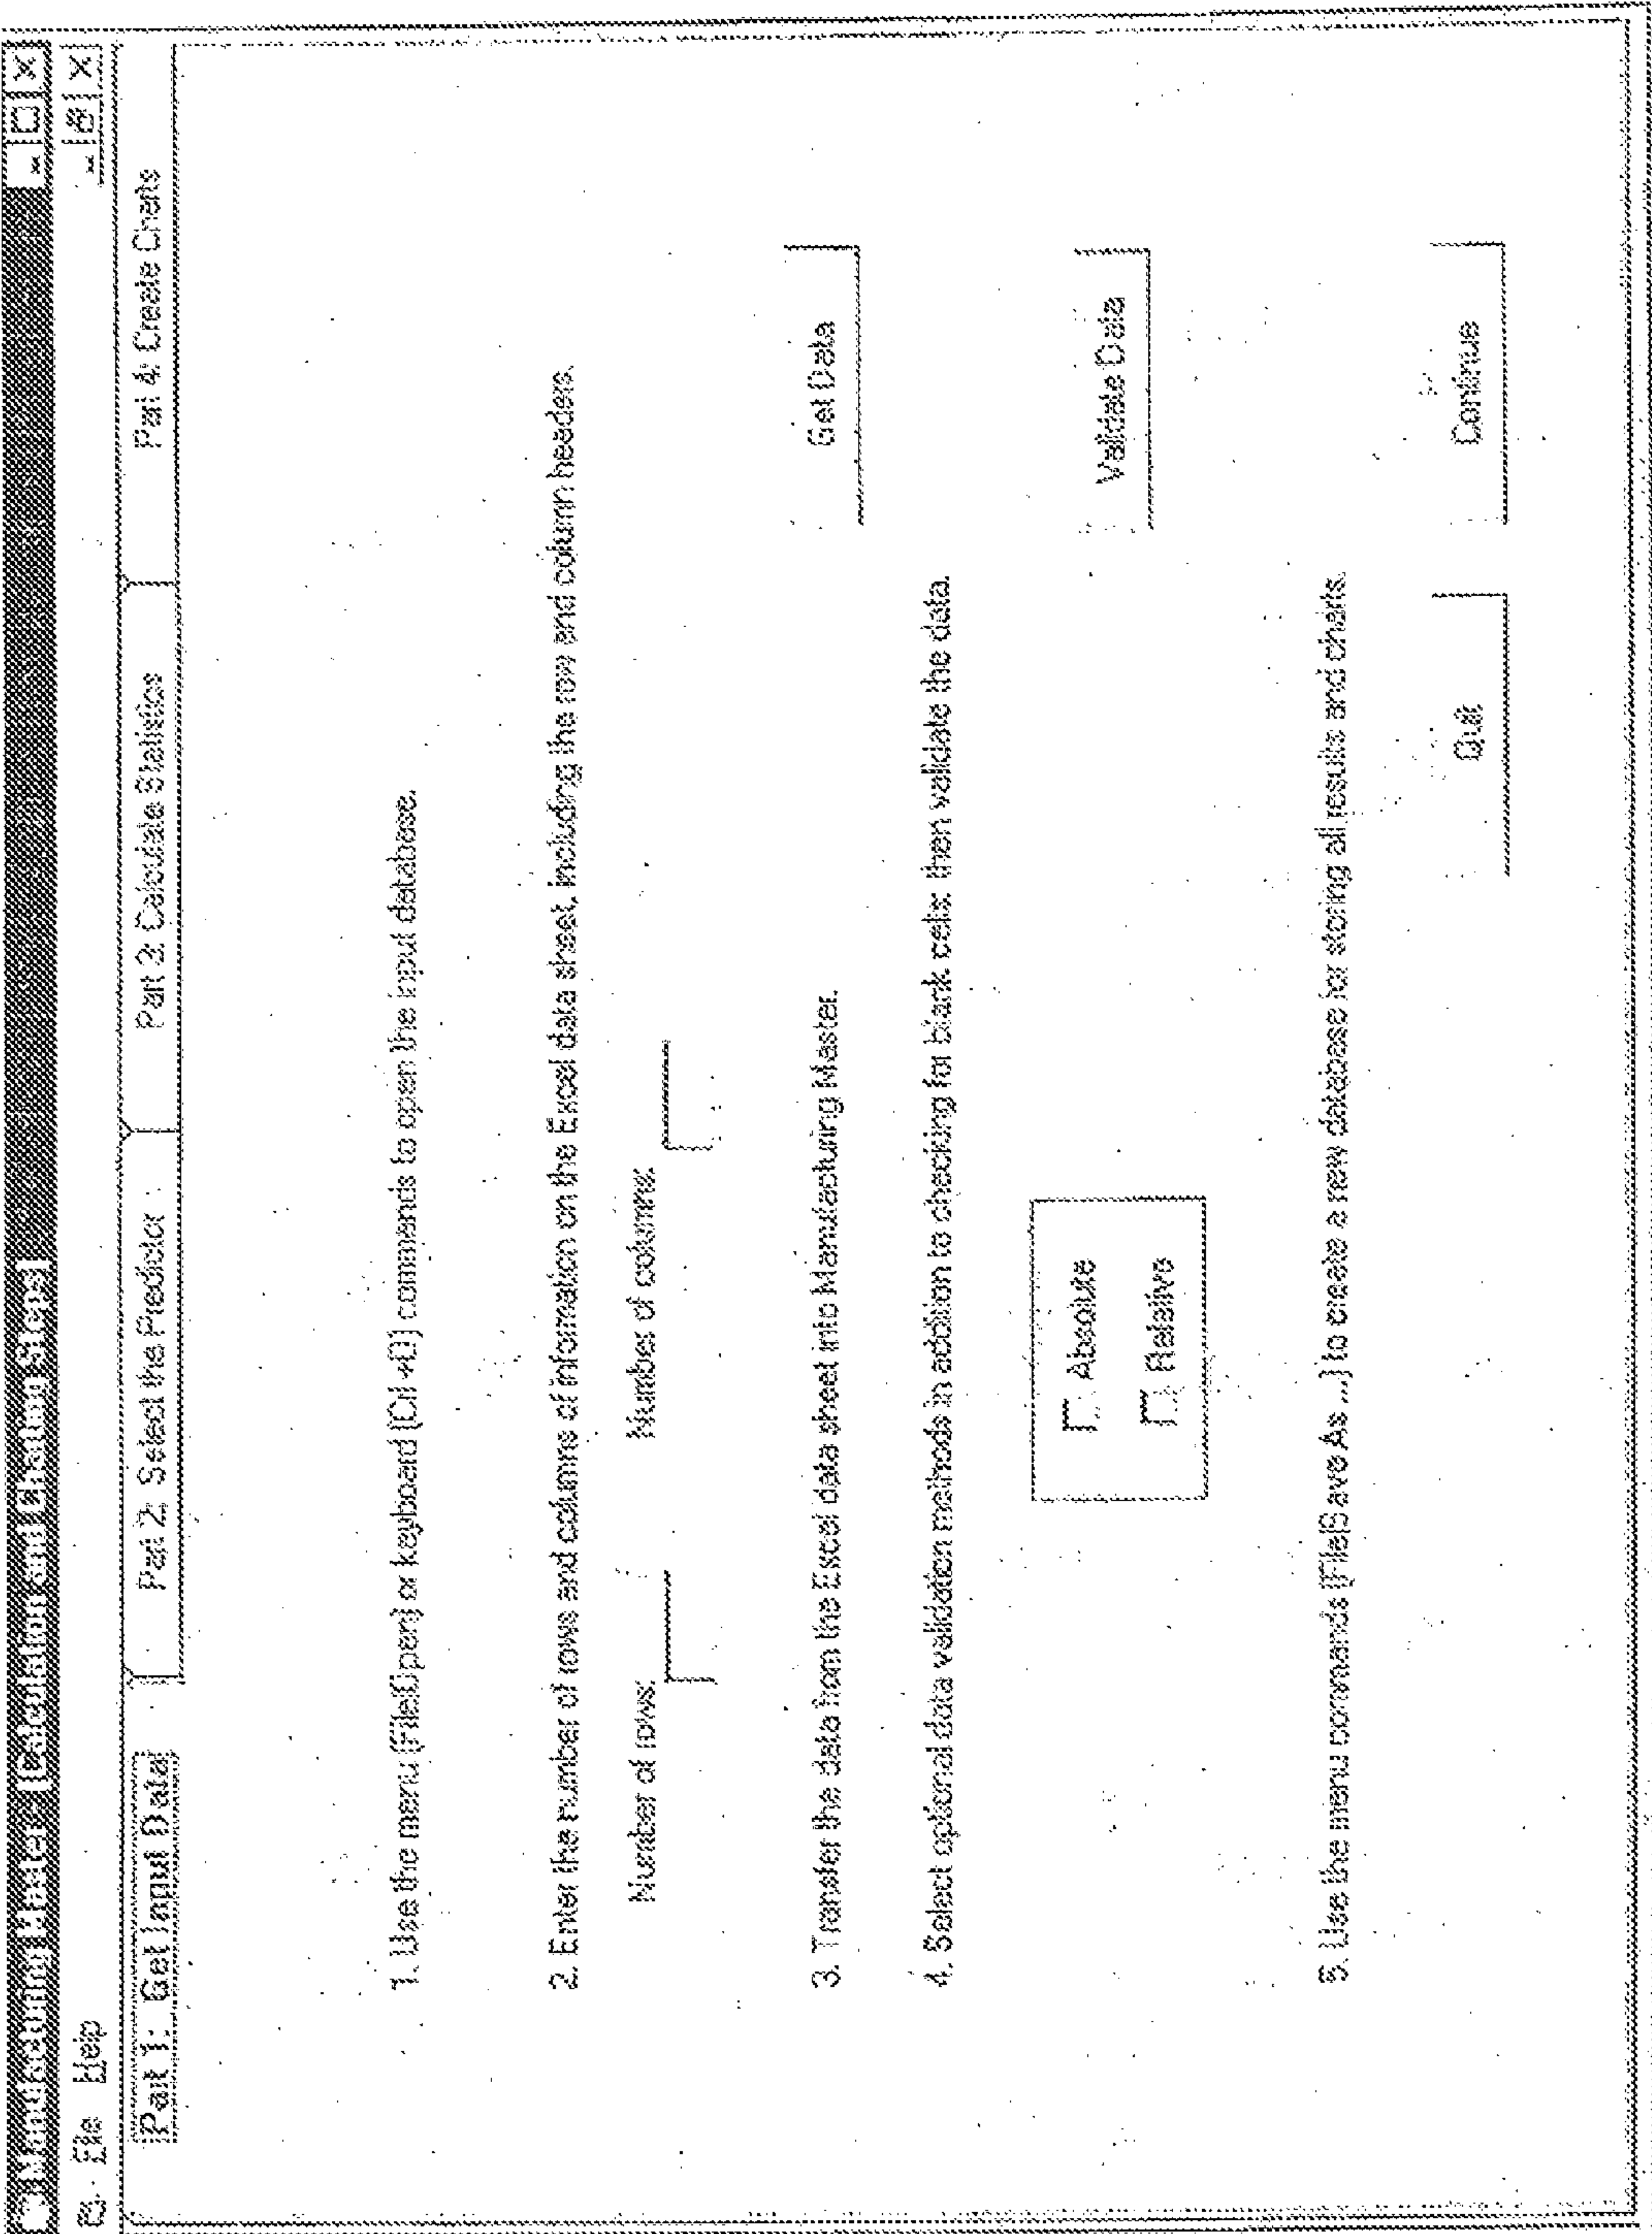 Manufacturing Master - [Calculation and Chation Steps]
File Help
Part 1: Get Input Data
Part 2: Select the Predictor
Part 3: Calculate Statistics
Part 4: Create Charts
1. Use the menu (File|Open) or keyboard (Ctl+O) commands to open the input database.
2. Enter the number of rows and columns of information on the Excel data sheet, including the row and column headers.
Number of rows:
Number of columns:
3. Transfer the data from the Excel data sheet into Manufacturing Master.
Get Data
4. Select optional data validation methods in addition to checking for blank cells: then validate the data.
Absolute
Relative
Validate Data
5. Use the menu commands (File|Save As ...) to create a new database for storing all results and charts.
Quit
Continue